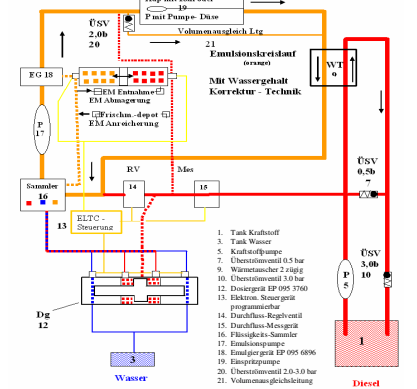 19
P mit Pumpe- Düse
ÜSV
2,0b
20
Volumenausgleich Ltg
21
Emulsionskreislauf
(orange)
Mit Wassergehalt
Korrektur - Technik
WT
9
EG 18
EM Entnahme
EM Abmagerung
Frischm.-depot
EM Anreicherung
P
17
ÜSV
0,5b
7
RV
Mes
Sammler
16
14
15
13
ELTC -
Steuerung
ÜSV
3,0b
10
P
5
Dg
12
3
Wasser
1
Diesel
1. Tank Kraftstoff
3. Tank Wasser
5. Kraftstoffpumpe
7. Überströmventil 0.5 bar
9. Wärmetauscher 2 zügig
10. Überströmventil 3.0 bar
12. Dosiergerät EP 095 3760
13. Elektron. Steuergerät
programmierbar
14. Durchfluss-Regelventil
15. Durchfluss-Messgerät
16. Flüssigkeits-Sammler
17. Emulsionspumpe
18. Emulgiergerät EP 095 6896
19. Einspritzpumpe
20. Überströmventil 2.0-3.0 bar
21. Volumenausgleichsleitung